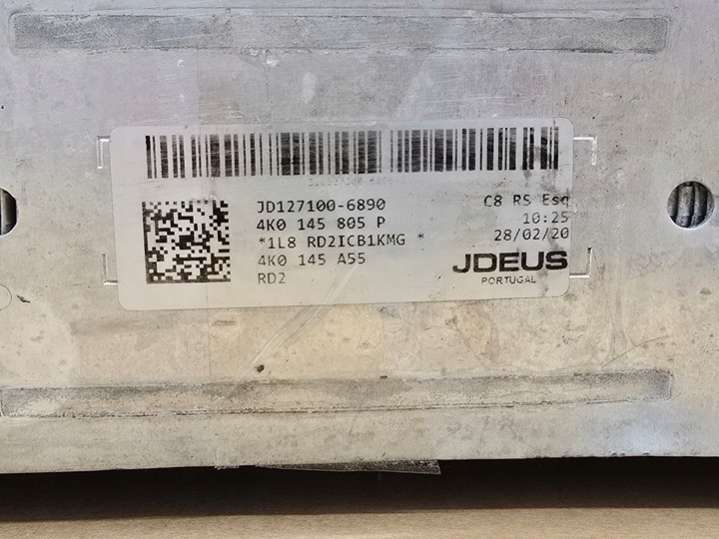 JD127100-6890
4K0 145 805 P
*1L8 RD2ICB1KMG *
4K0 145 A55
RD2
C8 RS Esq
10:25
28/02/20
JDEUS
PORTUGAL